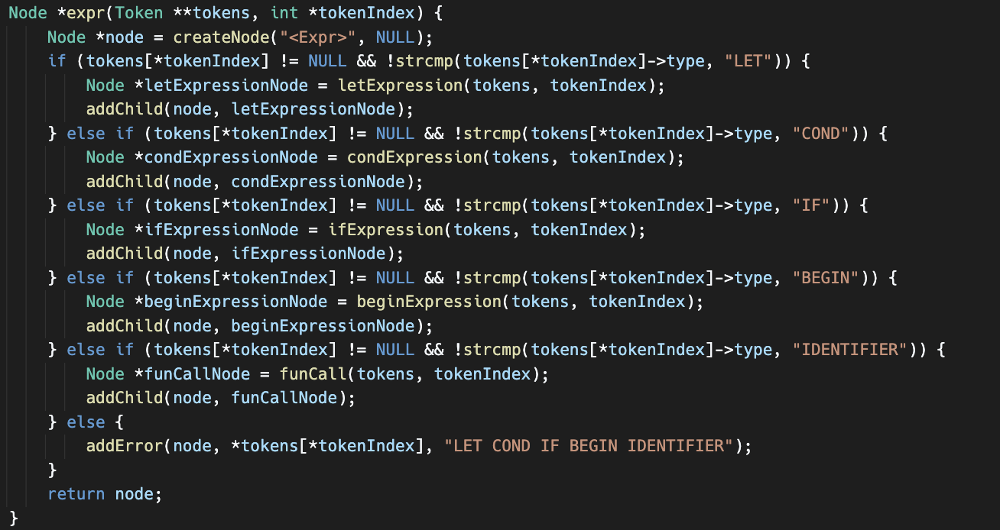 Node *expr(Token **tokens, int *tokenIndex) {
    Node *node = createNode("<Expr>", NULL);
    if (tokens[*tokenIndex] != NULL && !strcmp(tokens[*tokenIndex]->type, "LET")) {
        Node *letExpressionNode = letExpression(tokens, tokenIndex);
        addChild(node, letExpressionNode);
    } else if (tokens[*tokenIndex] != NULL && !strcmp(tokens[*tokenIndex]->type, "COND")) {
        Node *condExpressionNode = condExpression(tokens, tokenIndex);
        addChild(node, condExpressionNode);
    } else if (tokens[*tokenIndex] != NULL && !strcmp(tokens[*tokenIndex]->type, "IF")) {
        Node *ifExpressionNode = ifExpression(tokens, tokenIndex);
        addChild(node, ifExpressionNode);
    } else if (tokens[*tokenIndex] != NULL && !strcmp(tokens[*tokenIndex]->type, "BEGIN")) {
        Node *beginExpressionNode = beginExpression(tokens, tokenIndex);
        addChild(node, beginExpressionNode);
    } else if (tokens[*tokenIndex] != NULL && !strcmp(tokens[*tokenIndex]->type, "IDENTIFIER")) {
        Node *funCallNode = funCall(tokens, tokenIndex);
        addChild(node, funCallNode);
    } else {
        addError(node, *tokens[*tokenIndex], "LET COND IF BEGIN IDENTIFIER");
    }
    return node;
}